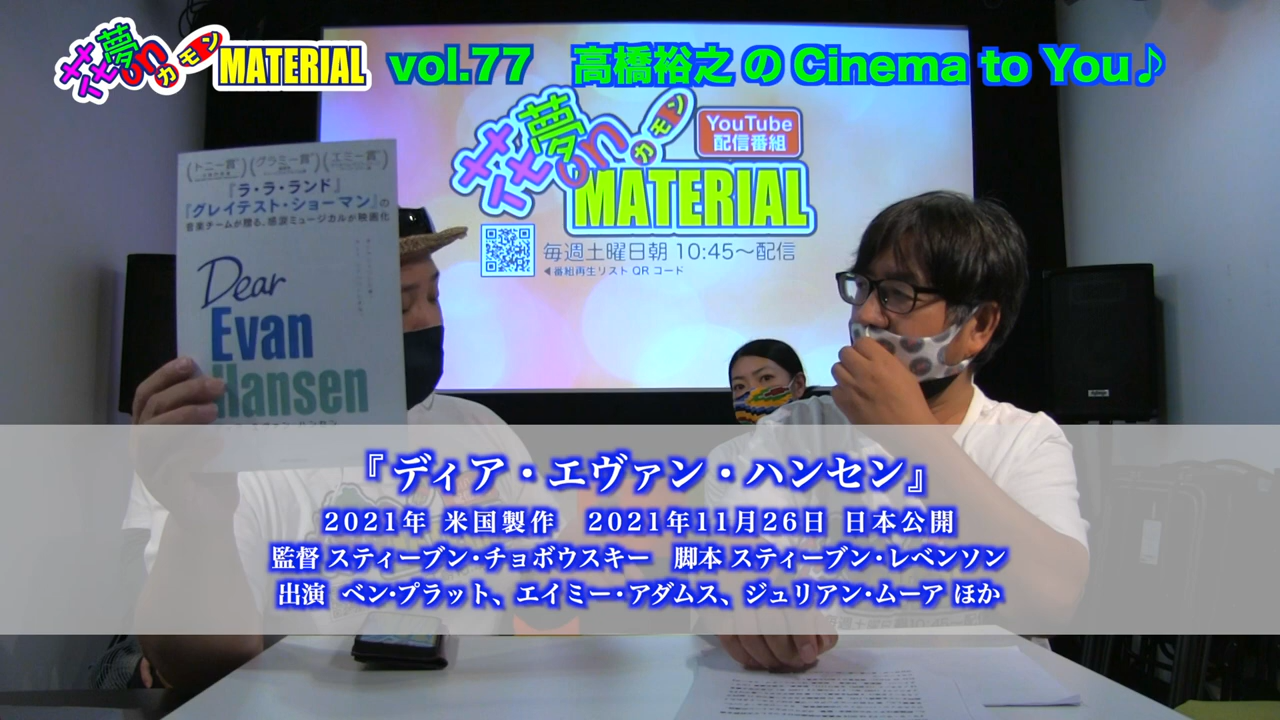 花夢onカモン MATERIAL vol.77 高橋裕之のCinema to You♪
花夢onカモン
MATERIAL
YouTube
配信番組
毎週土曜日朝 10:45～配信
◀番組再生リスト QR コード
トニー賞 グラミー賞 エミー賞
『ラ・ラ・ランド』
『グレイテスト・ショーマン』の
音楽チームが贈る、感涙ミュージカルが映画化
Dear
Evan
Hansen
『ディア・エヴァン・ハンセン』
2021年 米国製作 2021年11月26日 日本公開
監督 スティーブン・チョボウスキー 脚本 スティーブン・レベンソン
出演 ベン・プラット、エイミー・アダムス、ジュリアン・ムーア ほか